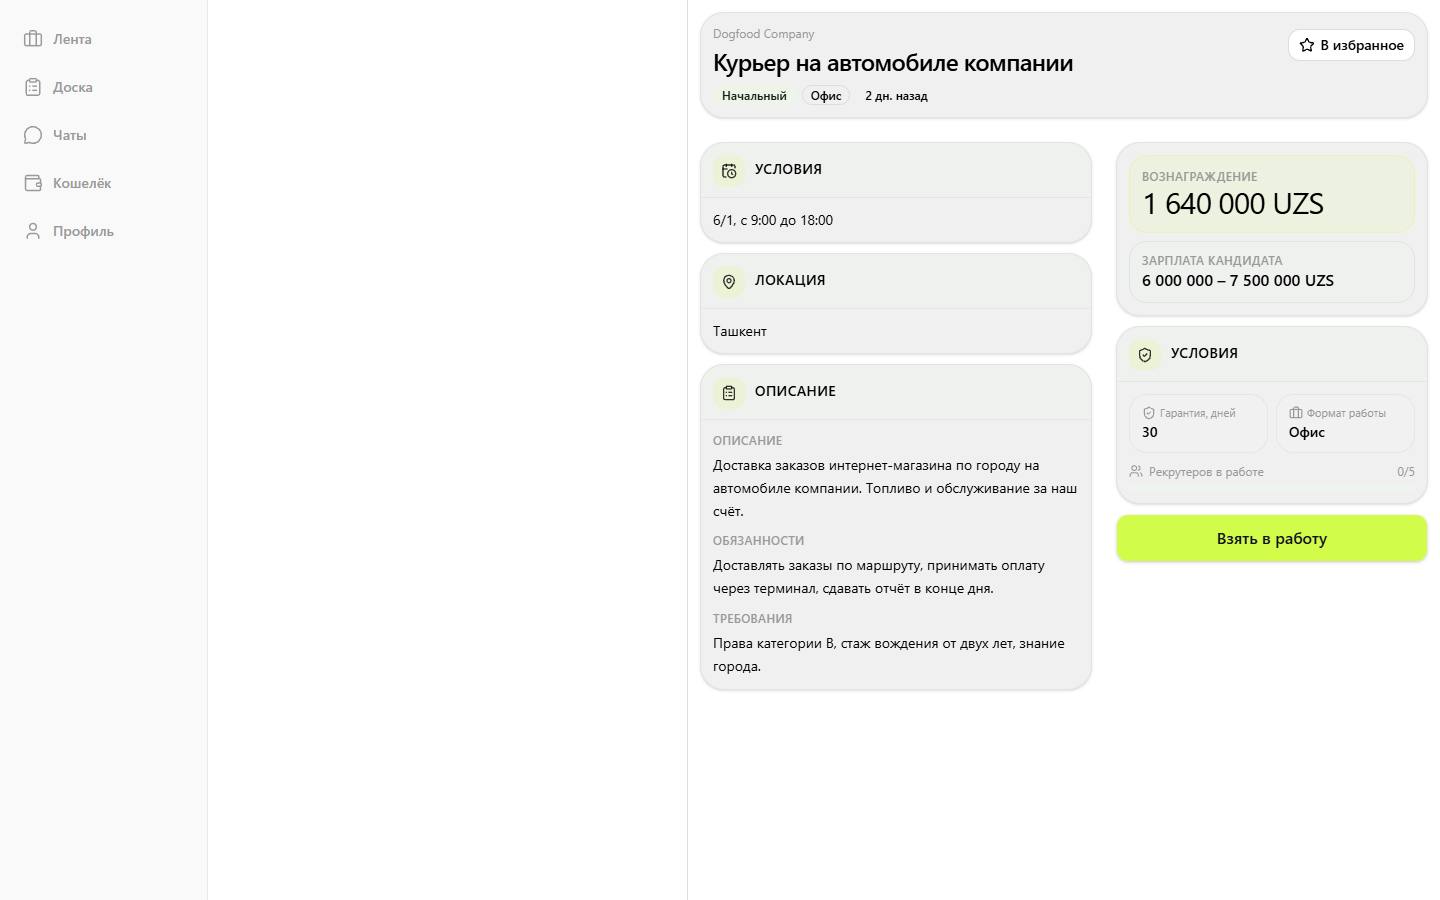 Лента
Доска
Чаты
Кошелёк
Профиль
Dogfood Company
Курьер на автомобиле компании
Начальный
Офис
2 дн. назад
В избранное
УСЛОВИЯ
6/1, с 9:00 до 18:00
ЛОКАЦИЯ
Ташкент
ОПИСАНИЕ
ОПИСАНИЕ
Доставка заказов интернет-магазина по городу на
автомобиле компании. Топливо и обслуживание за наш
счёт.
ОБЯЗАННОСТИ
Доставлять заказы по маршруту, принимать оплату
через терминал, сдавать отчёт в конце дня.
ТРЕБОВАНИЯ
Права категории B, стаж вождения от двух лет, знание
города.
ВОЗНАГРАЖДЕНИЕ
1 640 000 UZS
ЗАРПЛАТА КАНДИДАТА
6 000 000 – 7 500 000 UZS
УСЛОВИЯ
Гарантия, дней
30
Формат работы
Офис
Рекрутеров в работе
0/5
Взять в работу